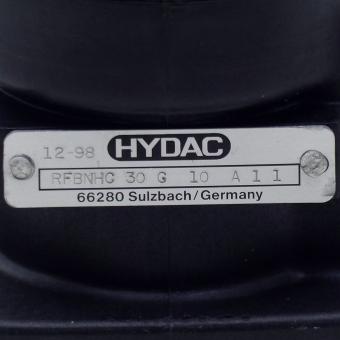 12-98 HYDAC
RFBNHC 30 G 10 A 1 1
66280 Sulzbach/Germany